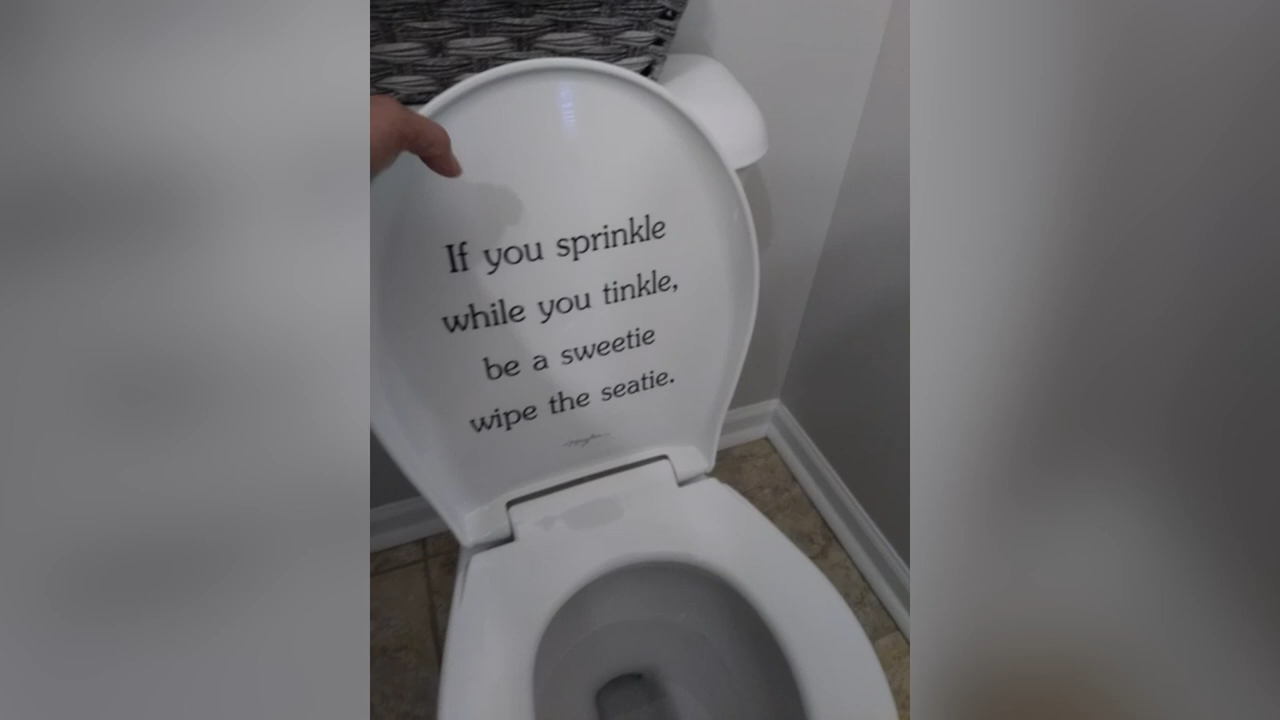 If you sprinkle
while you tinkle,
be a sweetie
wipe the seatie.